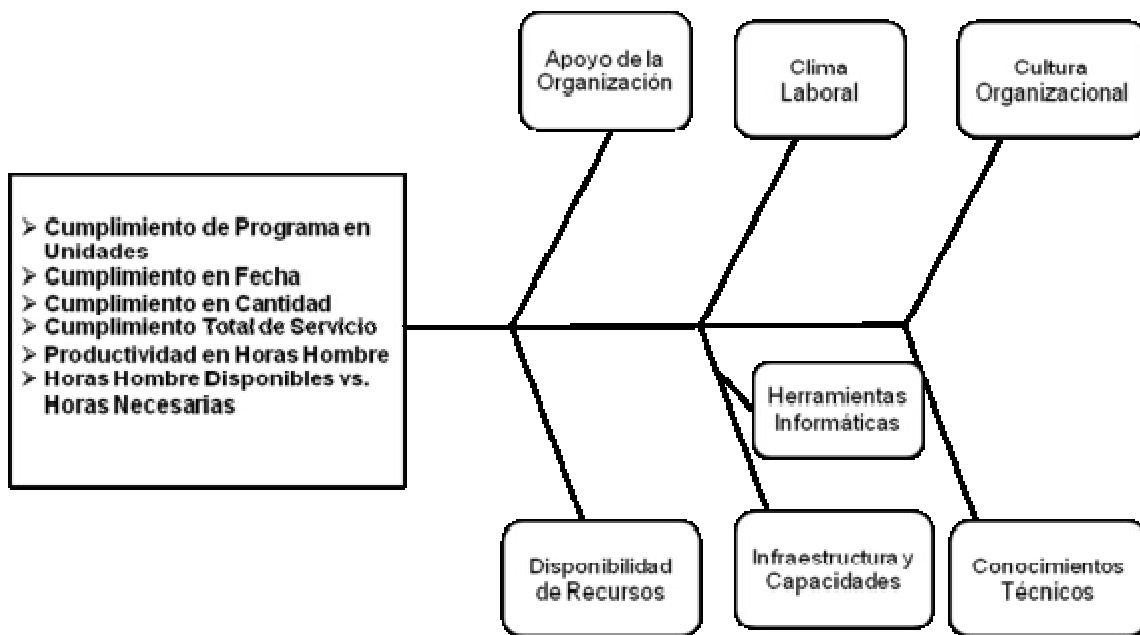 Apoyo de la
Organización
Clima
Laboral
Cultura
Organizacional
➢ Cumplimiento de Programa en
Unidades
➢ Cumplimiento en Fecha
➢ Cumplimiento en Cantidad
➢ Cumplimiento Total de Servicio
➢ Productividad en Horas Hombre
➢ Horas Hombre Disponibles vs.
Horas Necesarias
Herramientas
Informáticas
Disponibilidad
de Recursos
Infraestructura y
Capacidades
Conocimientos
Técnicos